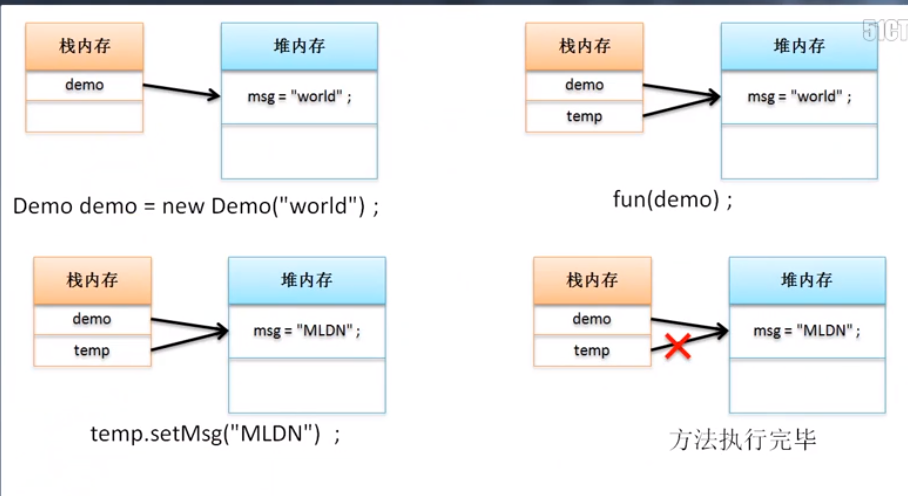 51CT
栈内存 堆内存
demo msg = "world" ;
Demo demo = new Demo("world") ;
栈内存 堆内存
demo msg = "world" ;
temp
fun(demo) ;
栈内存 堆内存
demo msg = "MLDN" ;
temp
temp.setMsg("MLDN") ;
栈内存 堆内存
demo msg = "MLDN" ;
temp
方法执行完毕